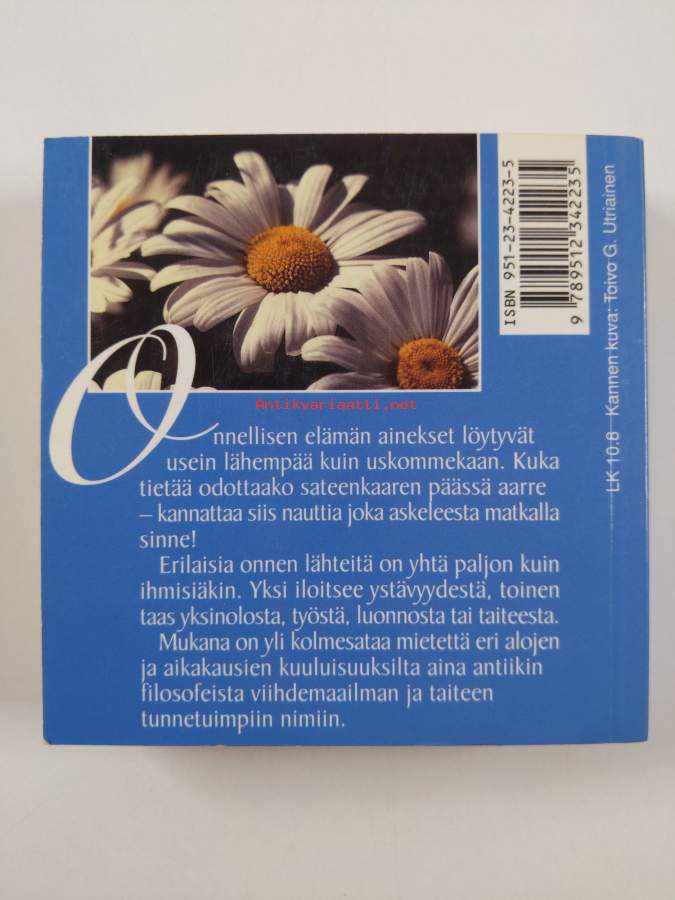 Onnellisen elämän ainekset löytyvät
usein lähempää kuin uskommekaan. Kuka
tietää odottaako sateenkaaren päässä aarre
– kannattaa siis nauttia joka askeleesta matkalla
sinne!
Erilaisia onnen lähteitä on yhtä paljon kuin
ihmisiäkin. Yksi iloitsee ystävyydestä, toinen
taas yksinolosta, työstä, luonnosta tai taiteesta.
Mukana on yli kolmesataa mietettä eri alojen
ja aikakausien kuuluisuuksilta aina antiikin
filosofeista viihdemaailman ja taiteen
tunnetuimpiin nimiin.
ISBN 951-23-4223-5
9 789512 342235
LK 10.8 Kannen kuva: Toivo G. Utriainen
Antikvariaatti.net